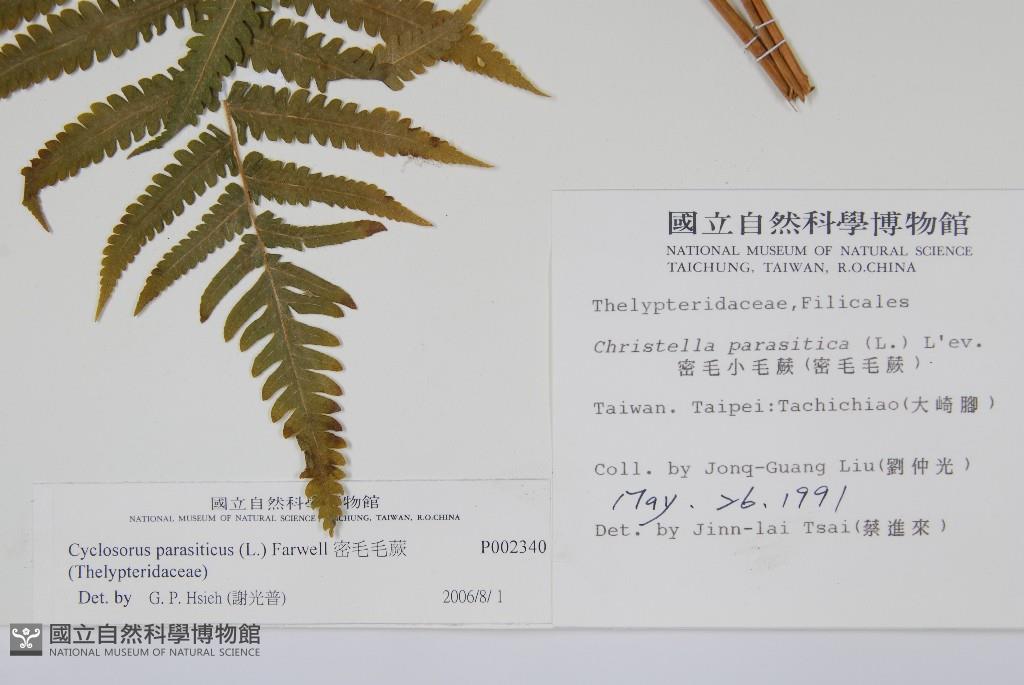 國立自然科學博物館
NATIONAL MUSEUM OF NATURAL SCIENCE
TAICHUNG, TAIWAN, R.O.CHINA
Thelypteridaceae,Filicales
Christella parasitica (L.) L'ev.
密毛小毛蕨(密毛毛蕨)
Taiwan. Taipei:Tachichiao(大崎腳)
Coll. by Jonq-Guang Liu(劉仲光)
May. 26. 1991
Det. by Jinn-lai Tsai(蔡進來)
國立自然科 物館
NATIONAL MUSEUM OF NATURAL SCIENCE CHUNG, TAIWAN, R.O.CHINA
Cyclosorus parasiticus (L.) Farwell 密毛毛蕨 P002340
(Thelypteridaceae)
Det. by G. P. Hsieh (謝光普) 2006/8/ 1
國立自然科學博物館
NATIONAL MUSEUM OF NATURAL SCIENCE